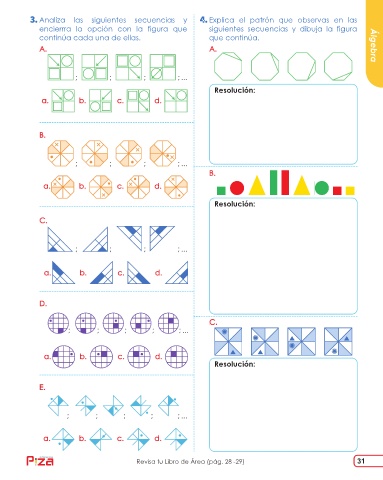 3. Analiza las siguientes secuencias y
encierra la opción con la figura que
continúa cada una de ellas.
A.
; ; ; ; ...
a. b. c. d.
B.
; ; ; ; ...
a. b. c. d.
C.
; ; ; ; ...
a. b. c. d.
D.
; ; ; ; ...
a. b. c. d.
E.
; ; ; ; ...
a. b. c. d.
4. Explica el patrón que observas en las
siguientes secuencias y dibuja la figura
que continúa.
A.
Resolución:
B.
Resolución:
C.
Resolución:
Álgebra
Piza
Revisa tu Libro de Área (pág. 28 -29)
31